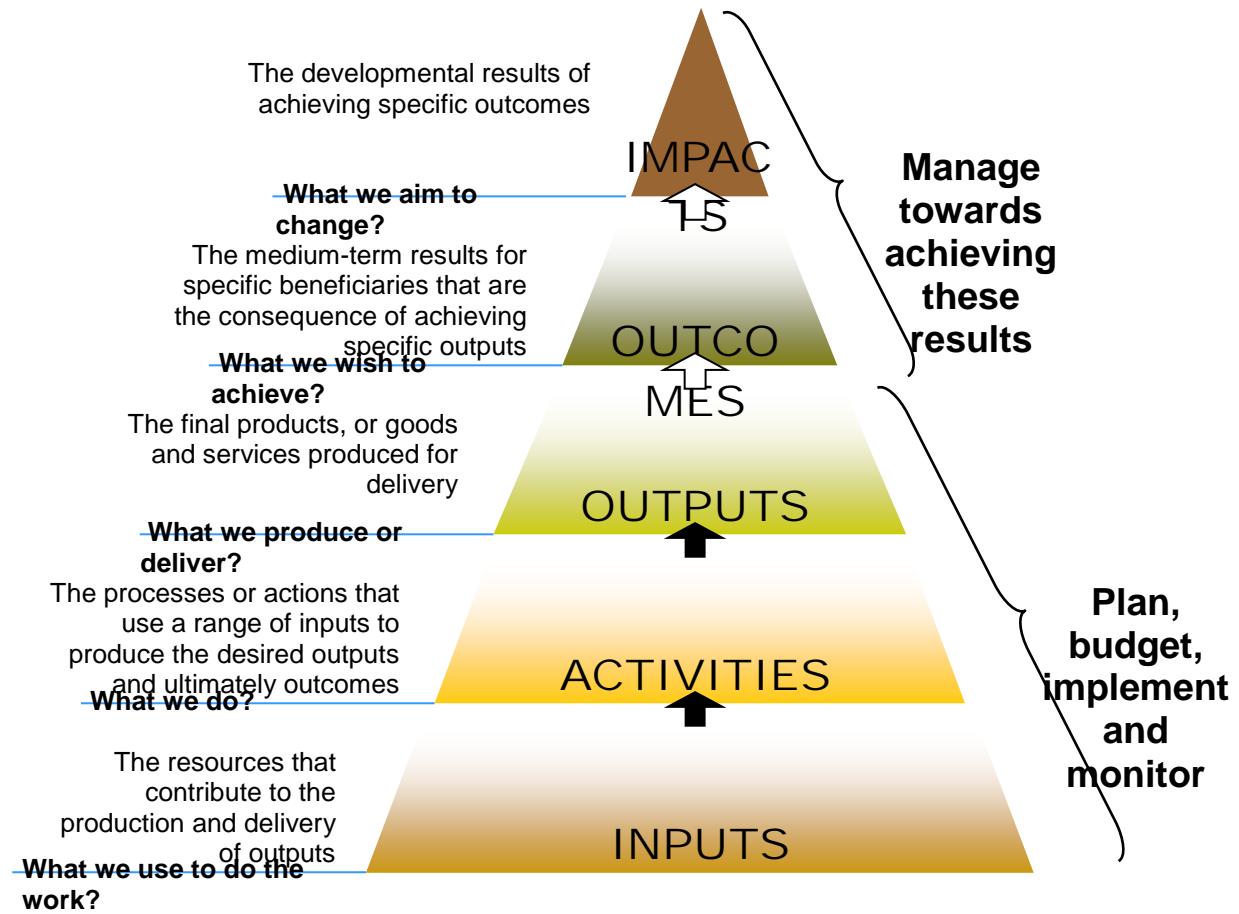 The developmental results of
achieving specific outcomes
IMPAC
TS
What we aim to
change?
The medium-term results for
specific beneficiaries that are
the consequence of achieving
specific outputs
OUTCO
MES
What we wish to
achieve?
The final products, or goods
and services produced for
delivery
OUTPUTS
What we produce or
deliver?
The processes or actions that
use a range of inputs to
produce the desired outputs
and ultimately outcomes
ACTIVITIES
What we do?
The resources that
contribute to the
production and delivery
of outputs
INPUTS
What we use to do the
work?
Manage
towards
achieving
these
results
Plan,
budget,
implement
and
monitor